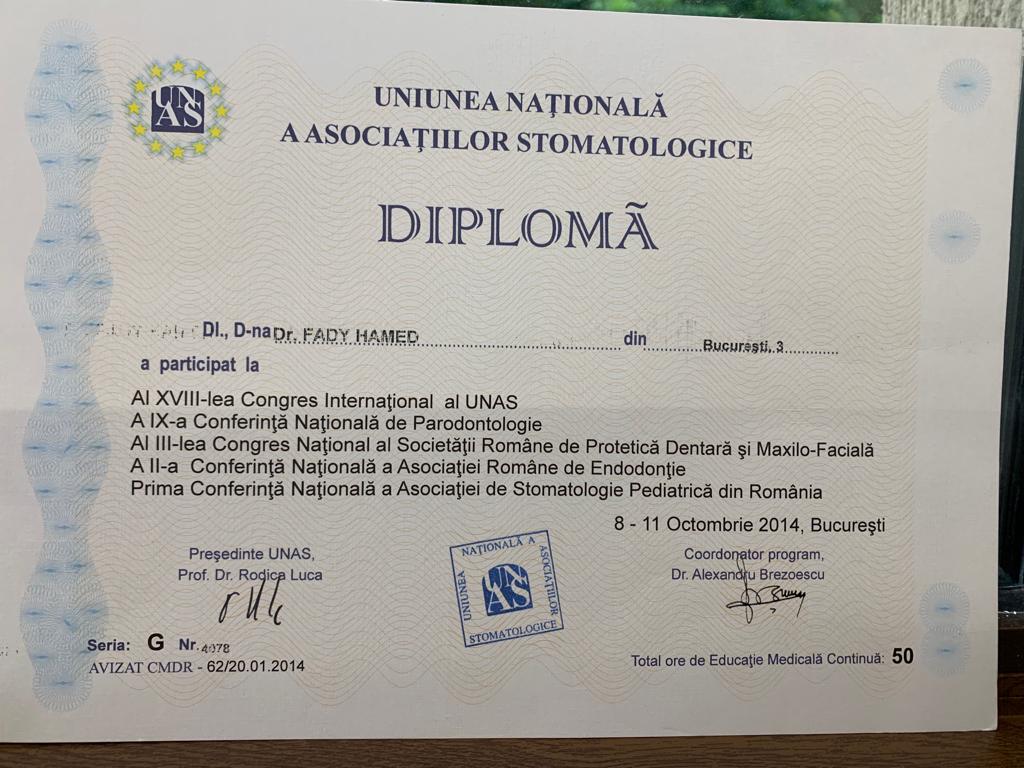 UNAS
UNIUNEA NAŢIONALĂ
A ASOCIAŢIILOR STOMATOLOGICE
DIPLOMĂ
Dl., D-na Dr. FADY HAMED din Bucureşti, 3
a participat la
Al XVIII-lea Congres Internaţional al UNAS
A IX-a Conferinţă Naţională de Parodontologie
Al III-lea Congres Naţional al Societăţii Române de Protetică Dentară şi Maxilo-Facială
A II-a Conferinţă Naţională a Asociaţiei Române de Endodonţie
Prima Conferinţă Naţională a Asociaţiei de Stomatologie Pediatrică din România
8 - 11 Octombrie 2014, Bucureşti
Preşedinte UNAS,
Prof. Dr. Rodica Luca
UNIUNEA NAŢIONALĂ A ASOCIAŢIILOR STOMATOLOGICE
UNAS
Coordonator program,
Dr. Alexandru Brezoescu
Seria: G Nr. 4078
AVIZAT CMDR - 62/20.01.2014
Total ore de Educaţie Medicală Continuă: 50